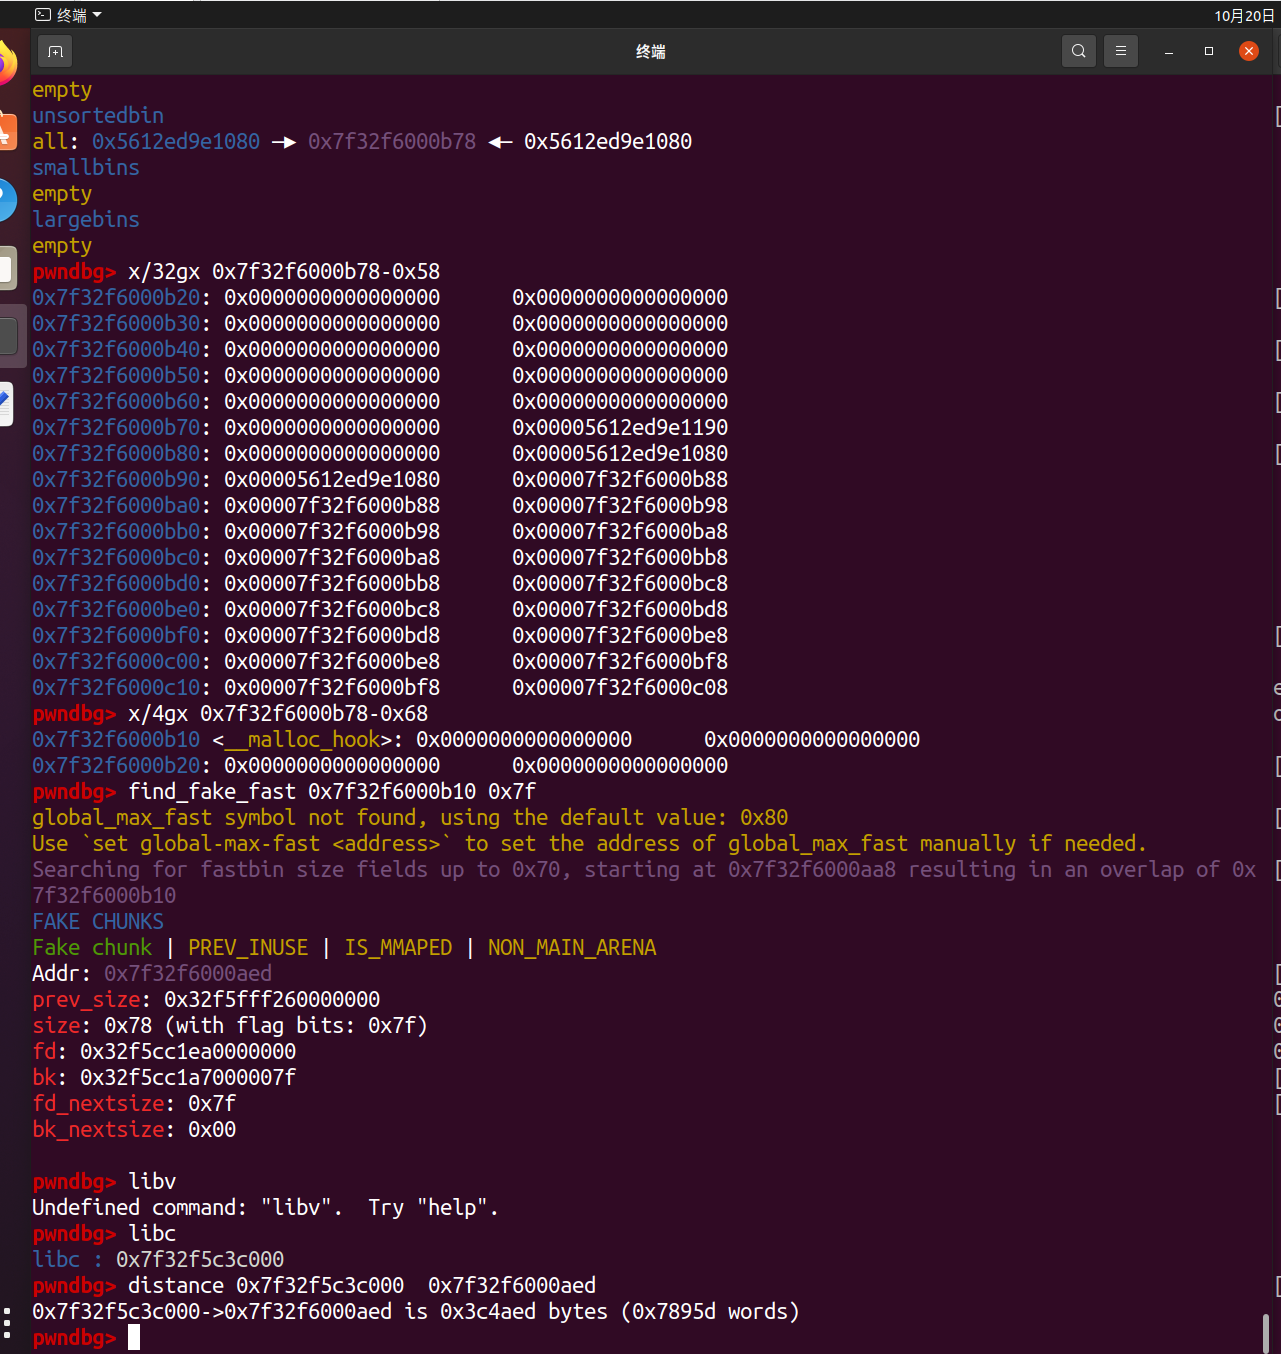 终端
10月20日
终端
empty
unsortedbin
all: 0x5612ed9e1080 —▸ 0x7f32f6000b78 ◂— 0x5612ed9e1080
smallbins
empty
largebins
empty
pwndbg> x/32gx 0x7f32f6000b78-0x58
0x7f32f6000b20: 0x0000000000000000 0x0000000000000000
0x7f32f6000b30: 0x0000000000000000 0x0000000000000000
0x7f32f6000b40: 0x0000000000000000 0x0000000000000000
0x7f32f6000b50: 0x0000000000000000 0x0000000000000000
0x7f32f6000b60: 0x0000000000000000 0x0000000000000000
0x7f32f6000b70: 0x0000000000000000 0x00005612ed9e1190
0x7f32f6000b80: 0x0000000000000000 0x00005612ed9e1080
0x7f32f6000b90: 0x00005612ed9e1080 0x00007f32f6000b88
0x7f32f6000ba0: 0x00007f32f6000b88 0x00007f32f6000b98
0x7f32f6000bb0: 0x00007f32f6000b98 0x00007f32f6000ba8
0x7f32f6000bc0: 0x00007f32f6000ba8 0x00007f32f6000bb8
0x7f32f6000bd0: 0x00007f32f6000bb8 0x00007f32f6000bc8
0x7f32f6000be0: 0x00007f32f6000bc8 0x00007f32f6000bd8
0x7f32f6000bf0: 0x00007f32f6000bd8 0x00007f32f6000be8
0x7f32f6000c00: 0x00007f32f6000be8 0x00007f32f6000bf8
0x7f32f6000c10: 0x00007f32f6000bf8 0x00007f32f6000c08
pwndbg> x/4gx 0x7f32f6000b78-0x68
0x7f32f6000b10 <__malloc_hook>: 0x0000000000000000 0x0000000000000000
0x7f32f6000b20: 0x0000000000000000 0x0000000000000000
pwndbg> find_fake_fast 0x7f32f6000b10 0x7f
global_max_fast symbol not found, using the default value: 0x80
Use `set global-max-fast <address>` to set the address of global_max_fast manually if needed.
Searching for fastbin size fields up to 0x70, starting at 0x7f32f6000aa8 resulting in an overlap of 0x
7f32f6000b10
FAKE CHUNKS
Fake chunk | PREV_INUSE | IS_MMAPED | NON_MAIN_ARENA
Addr: 0x7f32f6000aed
prev_size: 0x32f5fff260000000
size: 0x78 (with flag bits: 0x7f)
fd: 0x32f5cc1ea0000000
bk: 0x32f5cc1a7000007f
fd_nextsize: 0x7f
bk_nextsize: 0x00
pwndbg> libv
Undefined command: "libv".  Try "help".
pwndbg> libc
libc : 0x7f32f5c3c000
pwndbg> distance 0x7f32f5c3c000  0x7f32f6000aed
0x7f32f5c3c000->0x7f32f6000aed is 0x3c4aed bytes (0x7895d words)
pwndbg>